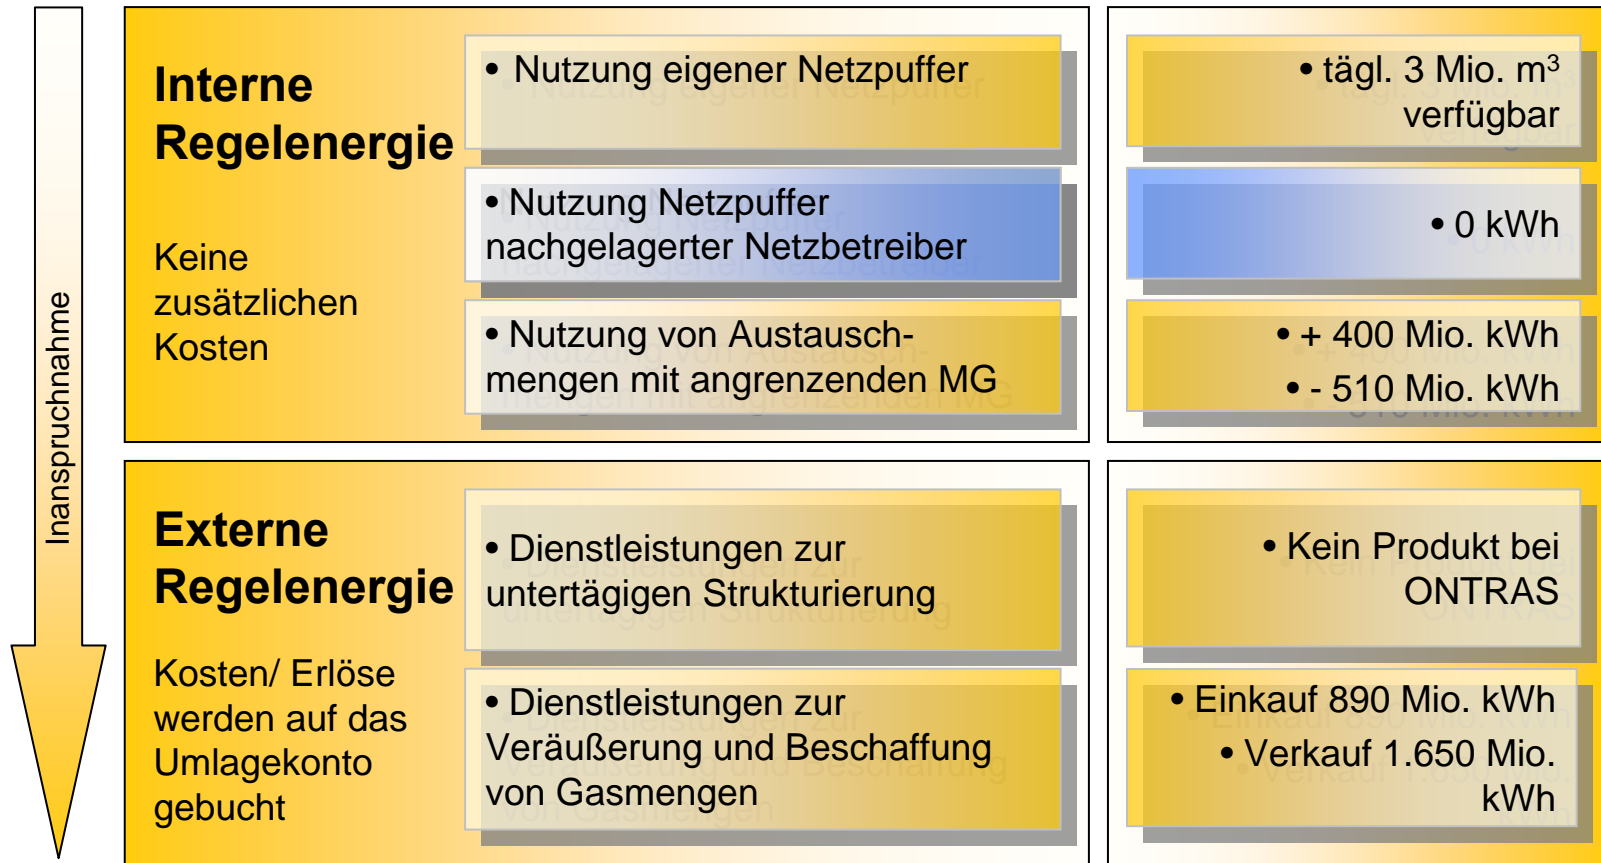 Inanspruchnahme
Interne
Regelenergie
Keine
zusätzlichen
Kosten
• Nutzung eigener Netzpuffer
• tägl. 3 Mio. m³
verfügbar
• Nutzung Netzpuffer
nachgelagerter Netzbetreiber
• 0 kWh
• Nutzung von Austausch-
mengen mit angrenzenden MG
• + 400 Mio. kWh
• - 510 Mio. kWh
Externe
Regelenergie
Kosten/ Erlöse
werden auf das
Umlagekonto
gebucht
• Dienstleistungen zur
untertägigen Strukturierung
• Kein Produkt bei
ONTRAS
• Dienstleistungen zur
Veräußerung und Beschaffung
von Gasmengen
• Einkauf 890 Mio. kWh
• Verkauf 1.650 Mio.
kWh